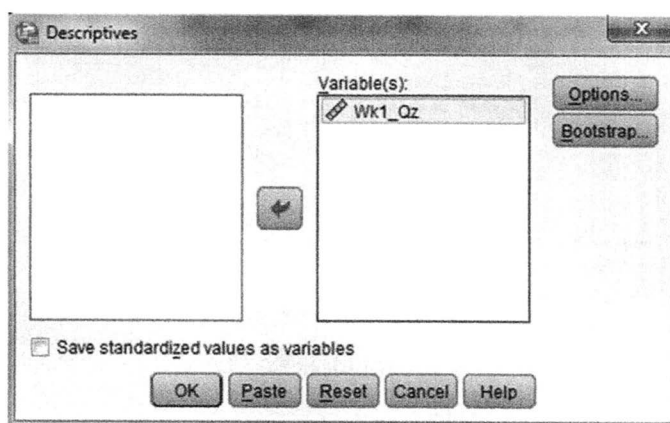 Descriptives
Variable(s):
Wk1_Qz
Options...
Bootstrap...
Save standardized values as variables
OK
Paste
Reset
Cancel
Help